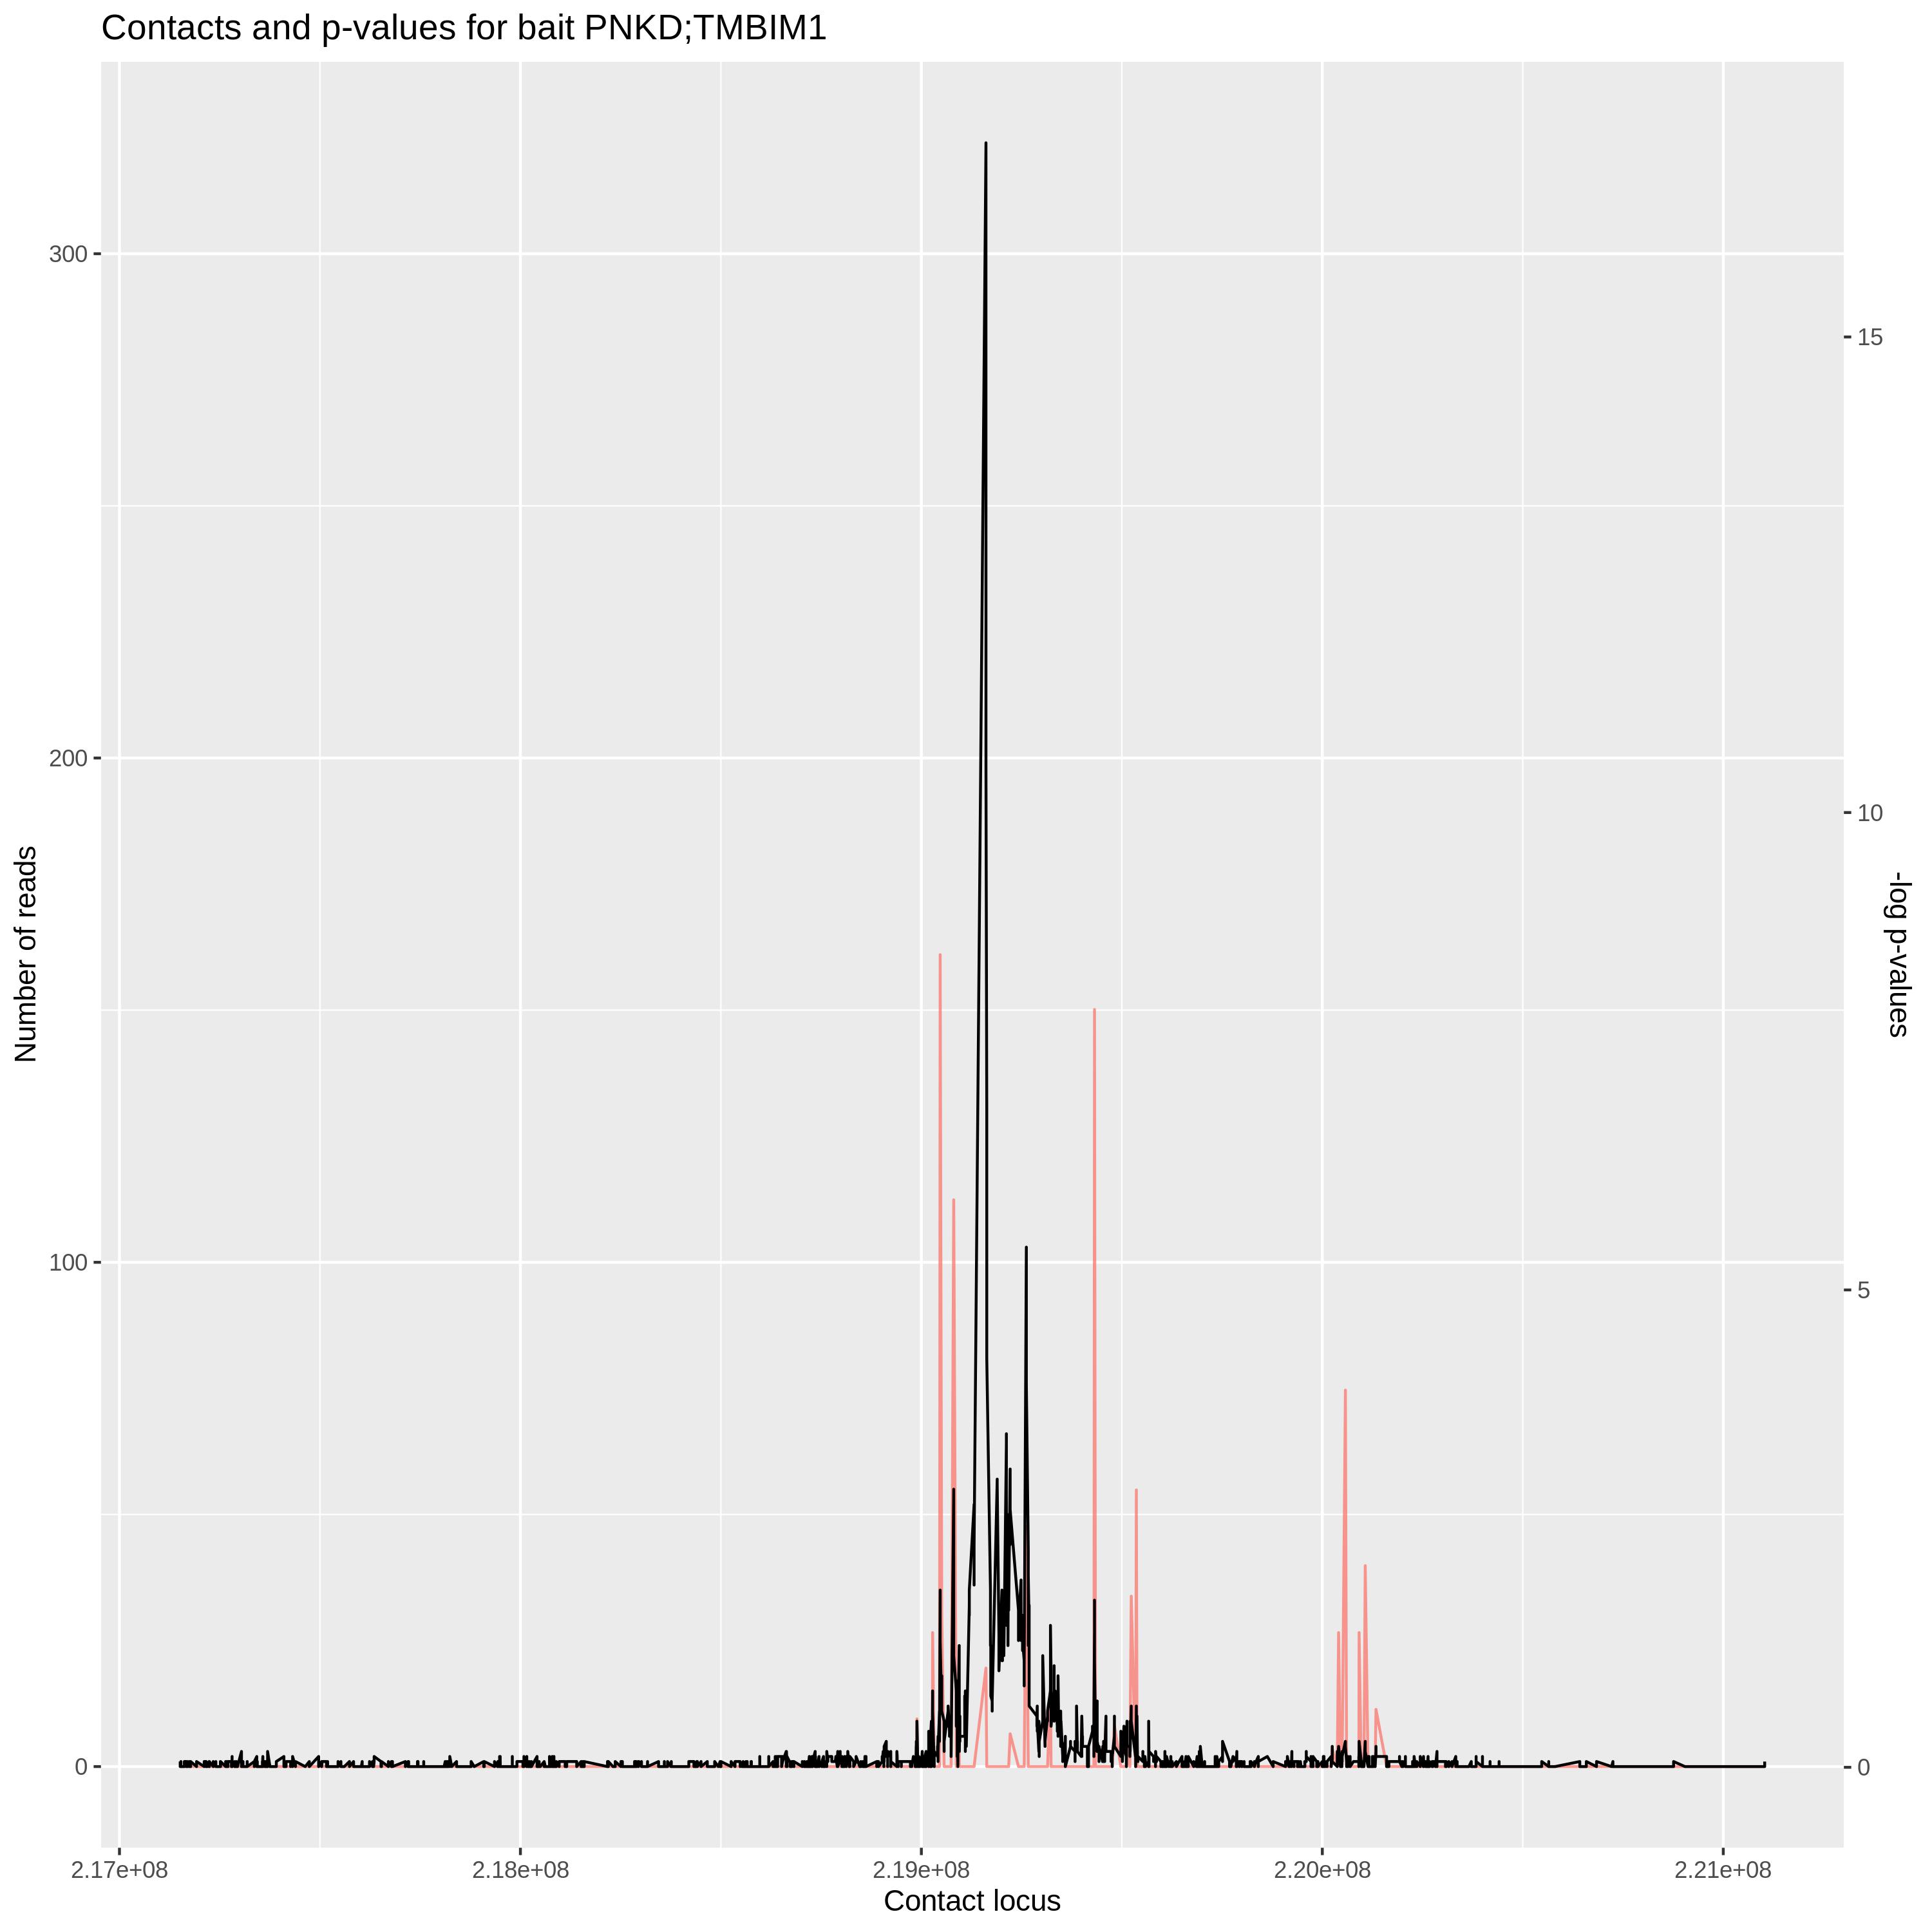 Contacts and p-values for bait PNKD;TMBIM1
300
200
100
0
Number of reads
15
10
5
0
-log p-values
2.17e+08
2.18e+08
2.19e+08
2.20e+08
2.21e+08
Contact locus